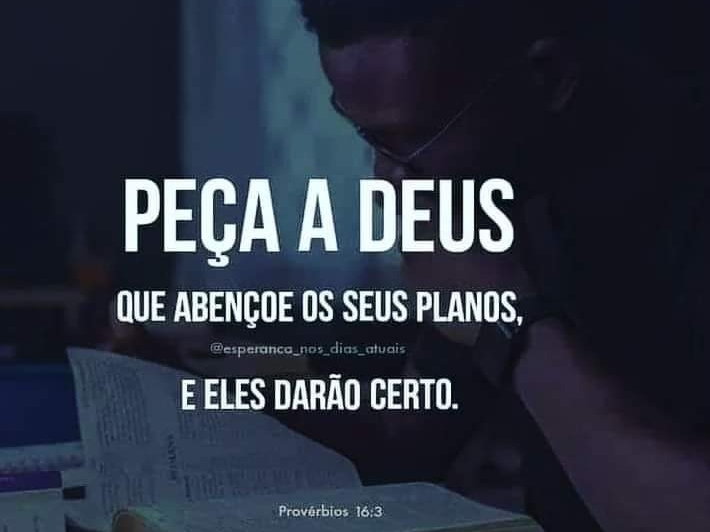 PEÇA A DEUS
QUE ABENÇOE OS SEUS PLANOS,
@esperanca_nos_dias_atuais
E ELES DARÃO CERTO.
Provérbios 16:3